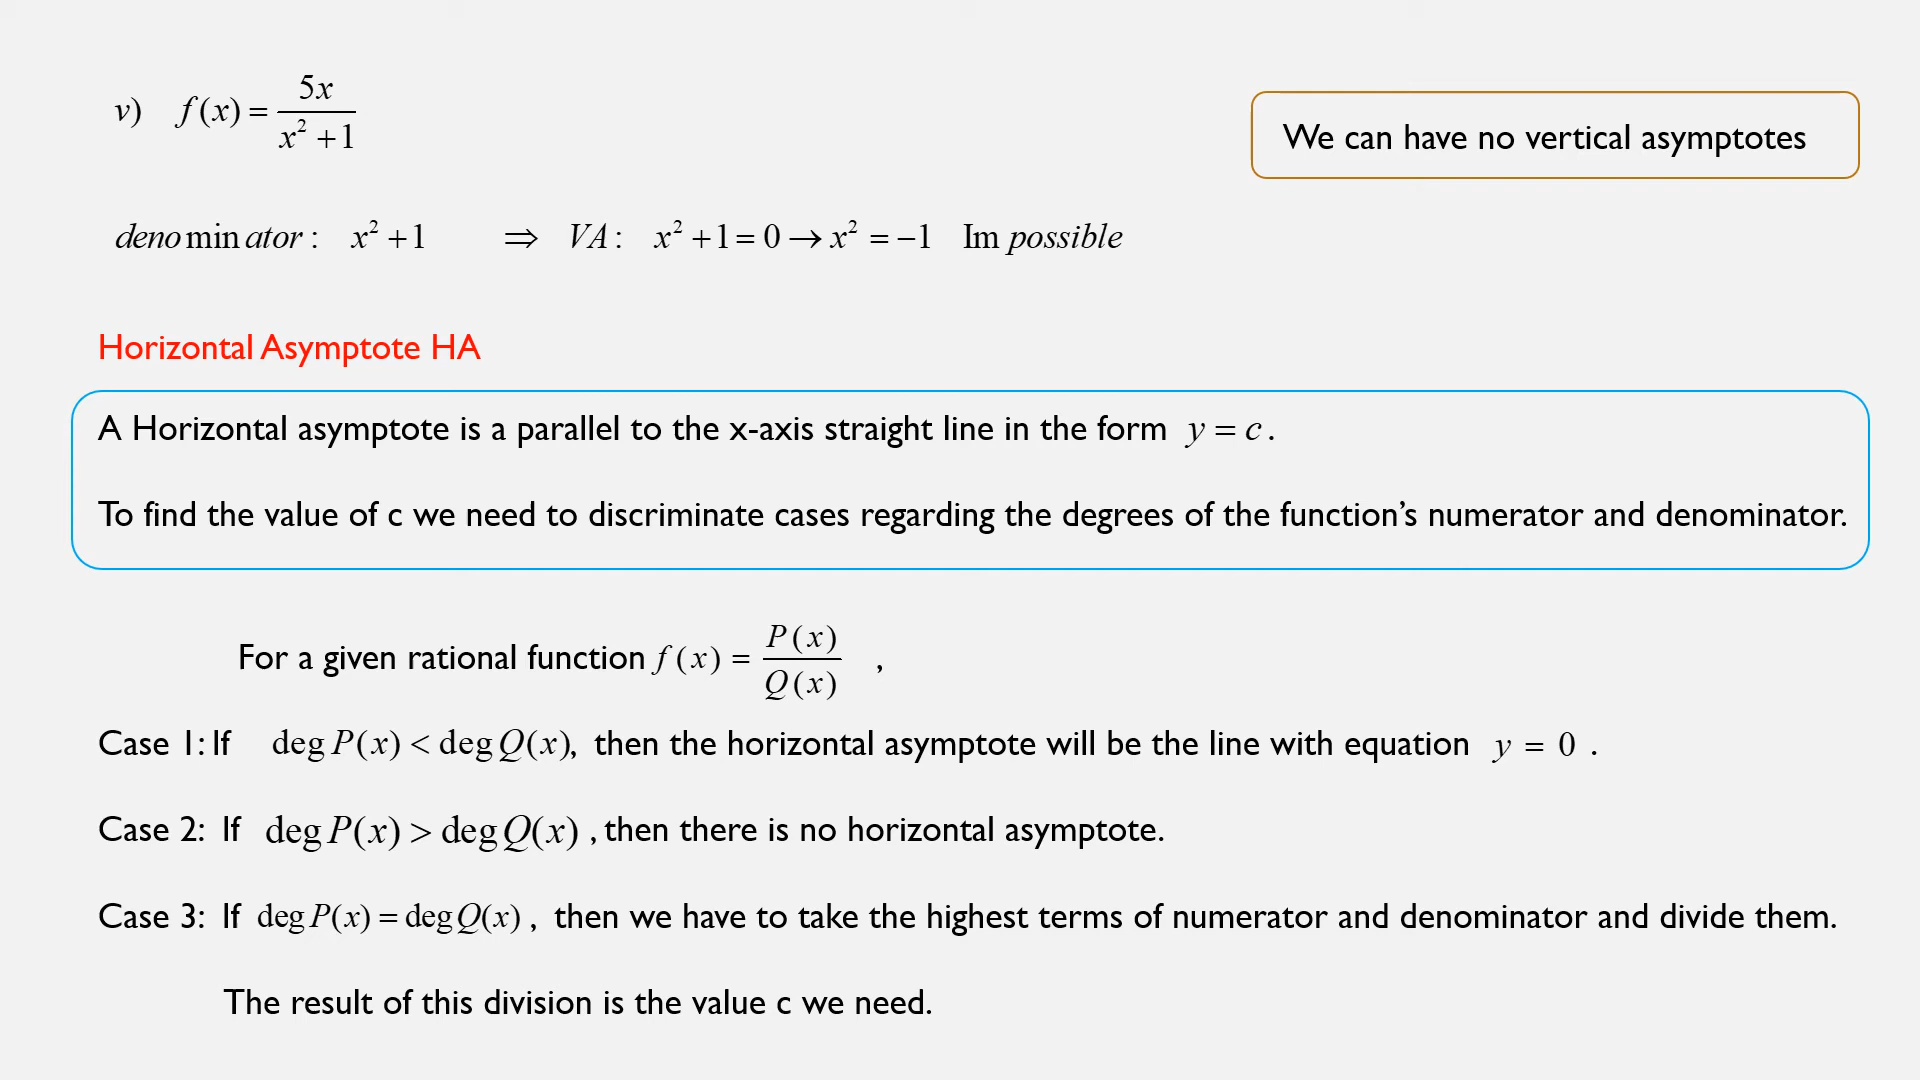 v) f(x) = 5x / (x² + 1)
We can have no vertical asymptotes
denominator : x² + 1 ⇒ VA : x² + 1 = 0 → x² = −1 Impossible
Horizontal Asymptote HA
A Horizontal asymptote is a parallel to the x-axis straight line in the form y = c .
To find the value of c we need to discriminate cases regarding the degrees of the function’s numerator and denominator.
For a given rational function f(x) = P(x) / Q(x) ,
Case 1: If deg P(x) < deg Q(x), then the horizontal asymptote will be the line with equation y = 0 .
Case 2: If deg P(x) > deg Q(x) , then there is no horizontal asymptote.
Case 3: If deg P(x) = deg Q(x) , then we have to take the highest terms of numerator and denominator and divide them.
The result of this division is the value c we need.